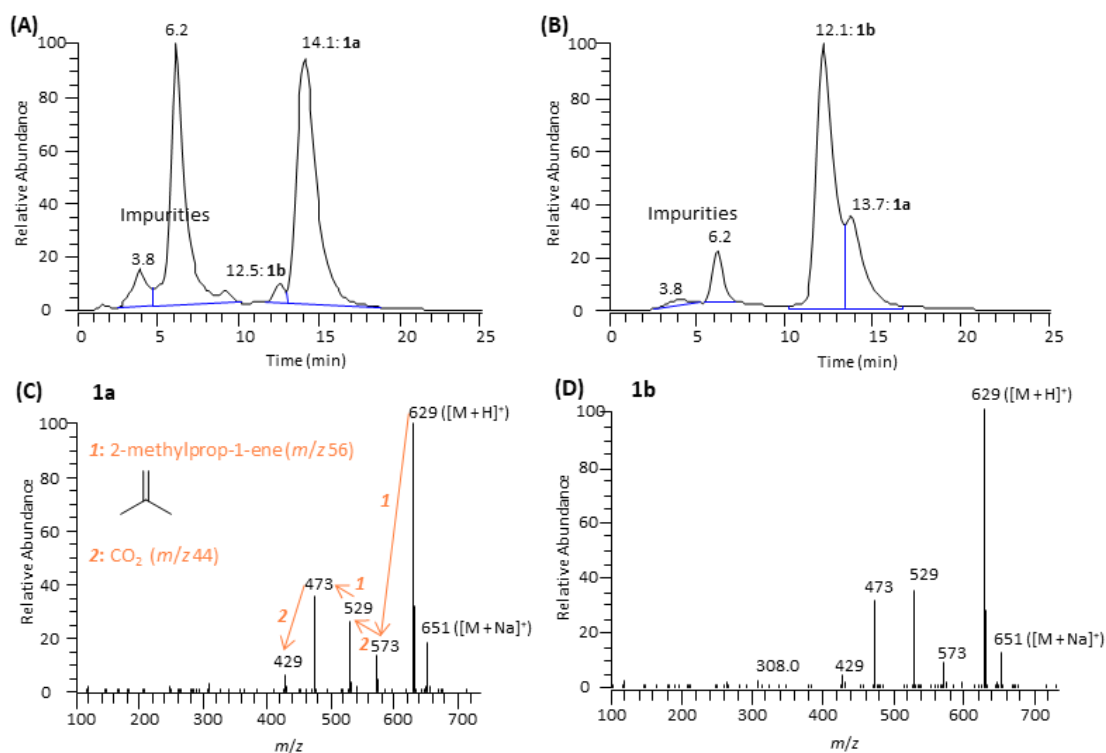 (A)
6.2
14.1: 1a
100
80
60
40
20
0
Relative Abundance
Impurities
3.8
12.5: 1b
0 5 10 15 20 25
Time (min)
(B)
12.1: 1b
100
80
60
40
20
0
Relative Abundance
Impurities
6.2
3.8
13.7: 1a
0 5 10 15 20 25
Time (min)
(C) 1a
629 ([M + H]⁺)
100
80
60
40
20
0
Relative Abundance
1: 2-methylprop-1-ene (m/z 56)
2: CO₂ (m/z 44)
1
473
1
529
2
2
573
429
651 ([M + Na]⁺)
100 200 300 400 500 600 700
m/z
(D) 1b
629 ([M + H]⁺)
100
80
60
40
20
0
Relative Abundance
473
529
573
651 ([M + Na]⁺)
308.0
429
100 200 300 400 500 600 700
m/z